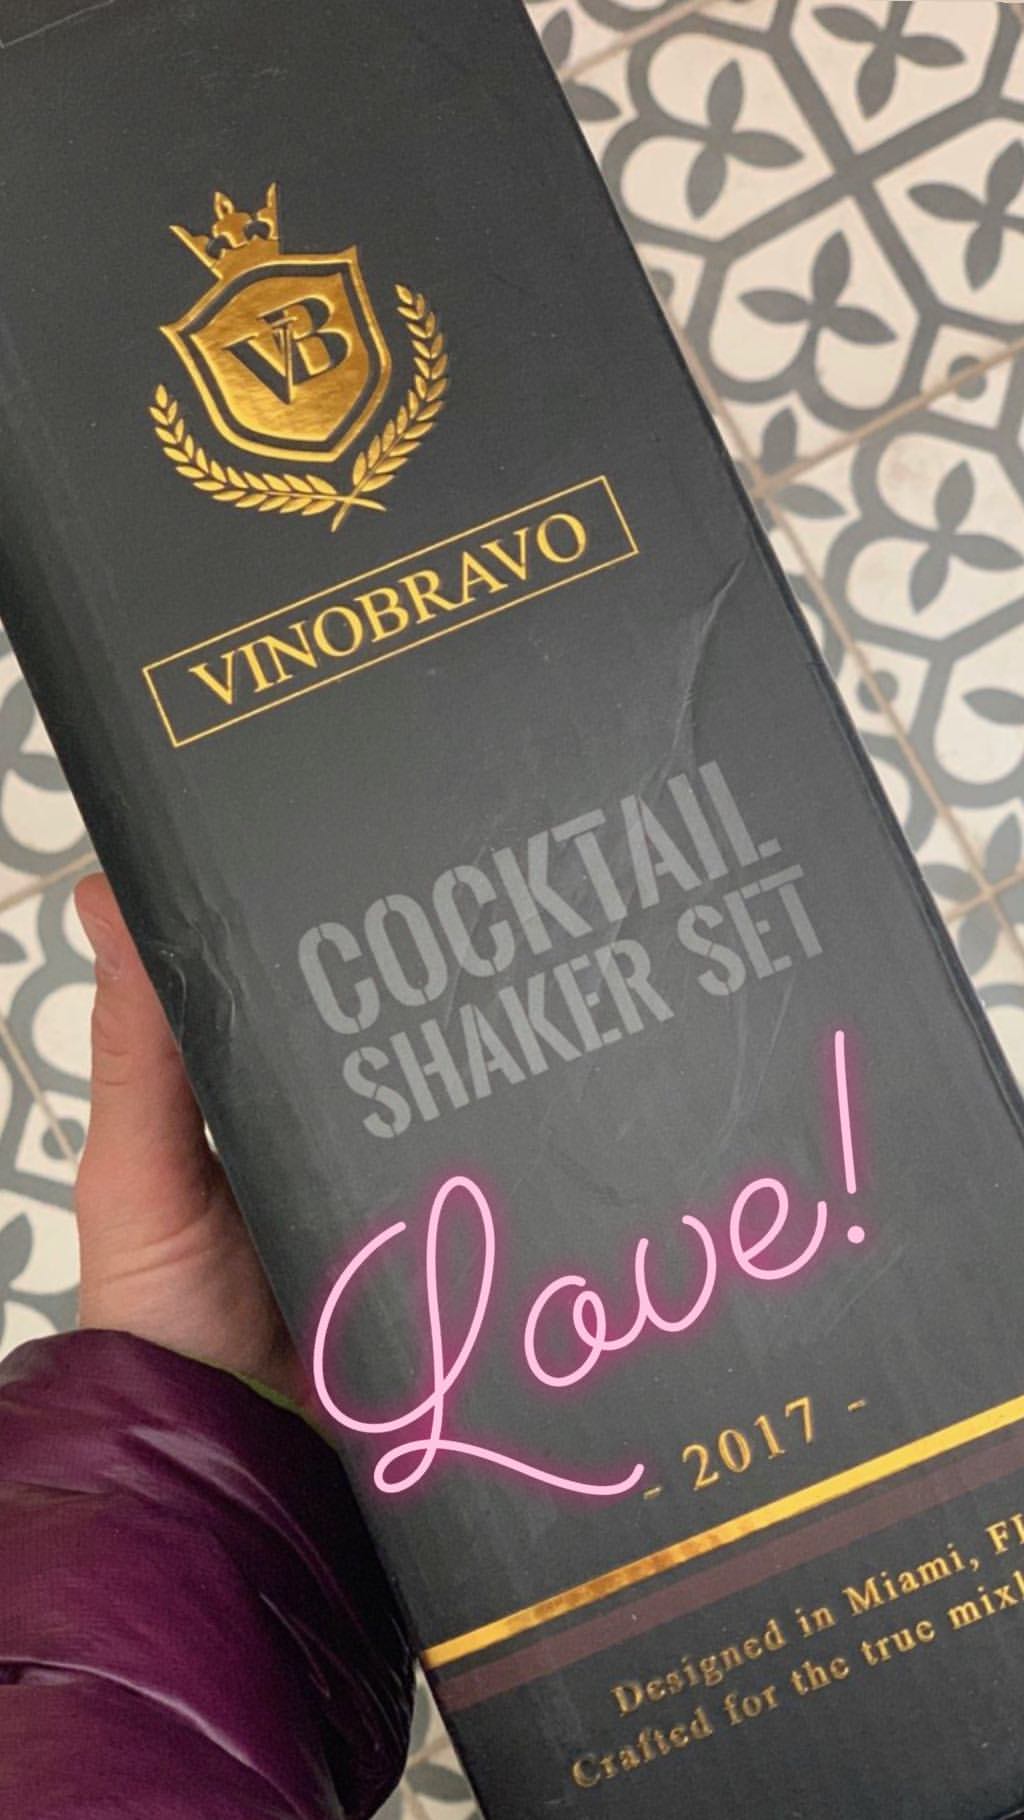 VB
VINOBRAVO
COCKTAIL
SHAKER SET
Love!
- 2017 -
Designed in Miami,
Crafted for the true